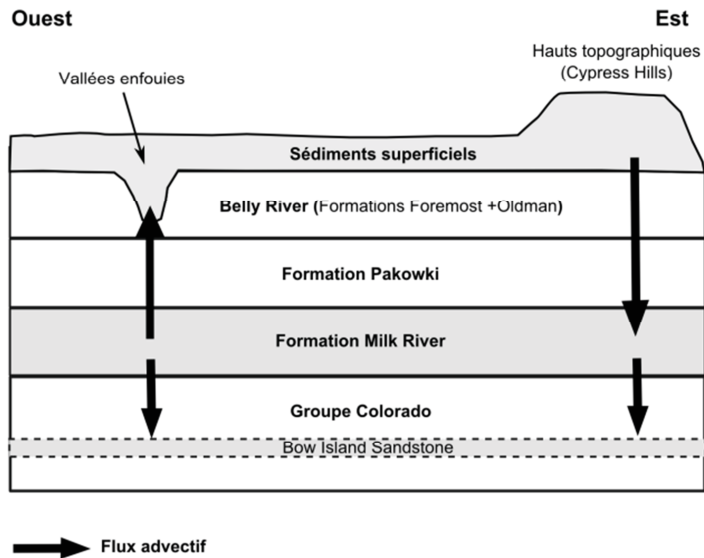 Ouest
Est
Hauts topographiques
(Cypress Hills)
Vallées enfouies
Sédiments superficiels
Belly River (Formations Foremost +Oldman)
Formation Pakowki
Formation Milk River
Groupe Colorado
Bow Island Sandstone
Flux advectif